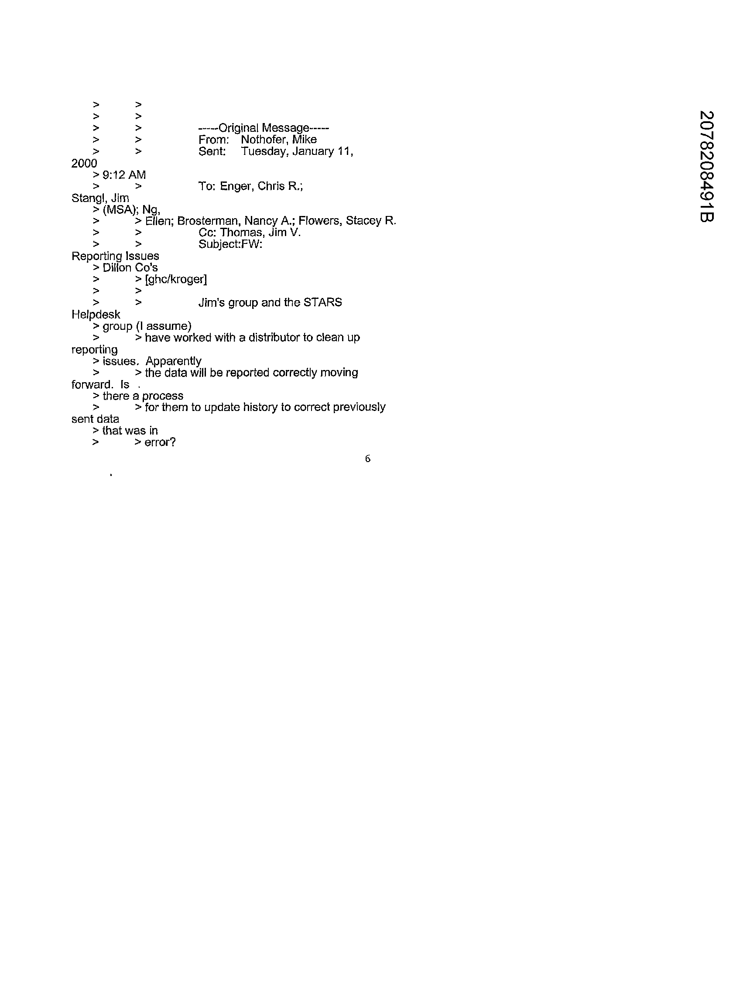 > >
> >
> > -----Original Message-----
> > From: Nothofer, Mike
> > Sent: Tuesday, January 11,
2000
> 9:12 AM
> > To: Enger, Chris R.;
Stangl, Jim
> (MSA); Ng,
> > Ellen; Brosterman, Nancy A.; Flowers, Stacey R.
> > Cc: Thomas, Jim V.
> > Subject:FW:
Reporting Issues
> Dillon Co's
> > [ghc/kroger]
> >
> > Jim's group and the STARS
Helpdesk
> group (I assume)
> > have worked with a distributor to clean up
reporting
> issues. Apparently
> > the data will be reported correctly moving
forward. Is .
> there a process
> > for them to update history to correct previously
sent data
> that was in
> > error?
6
2078208491B